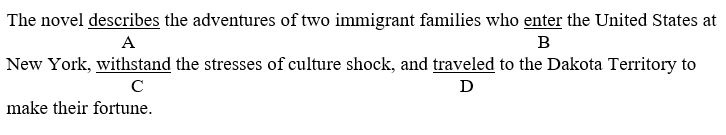 The novel describes the adventures of two immigrant families who enter the United States at
A B
New York, withstand the stresses of culture shock, and traveled to the Dakota Territory to
C D
make their fortune.